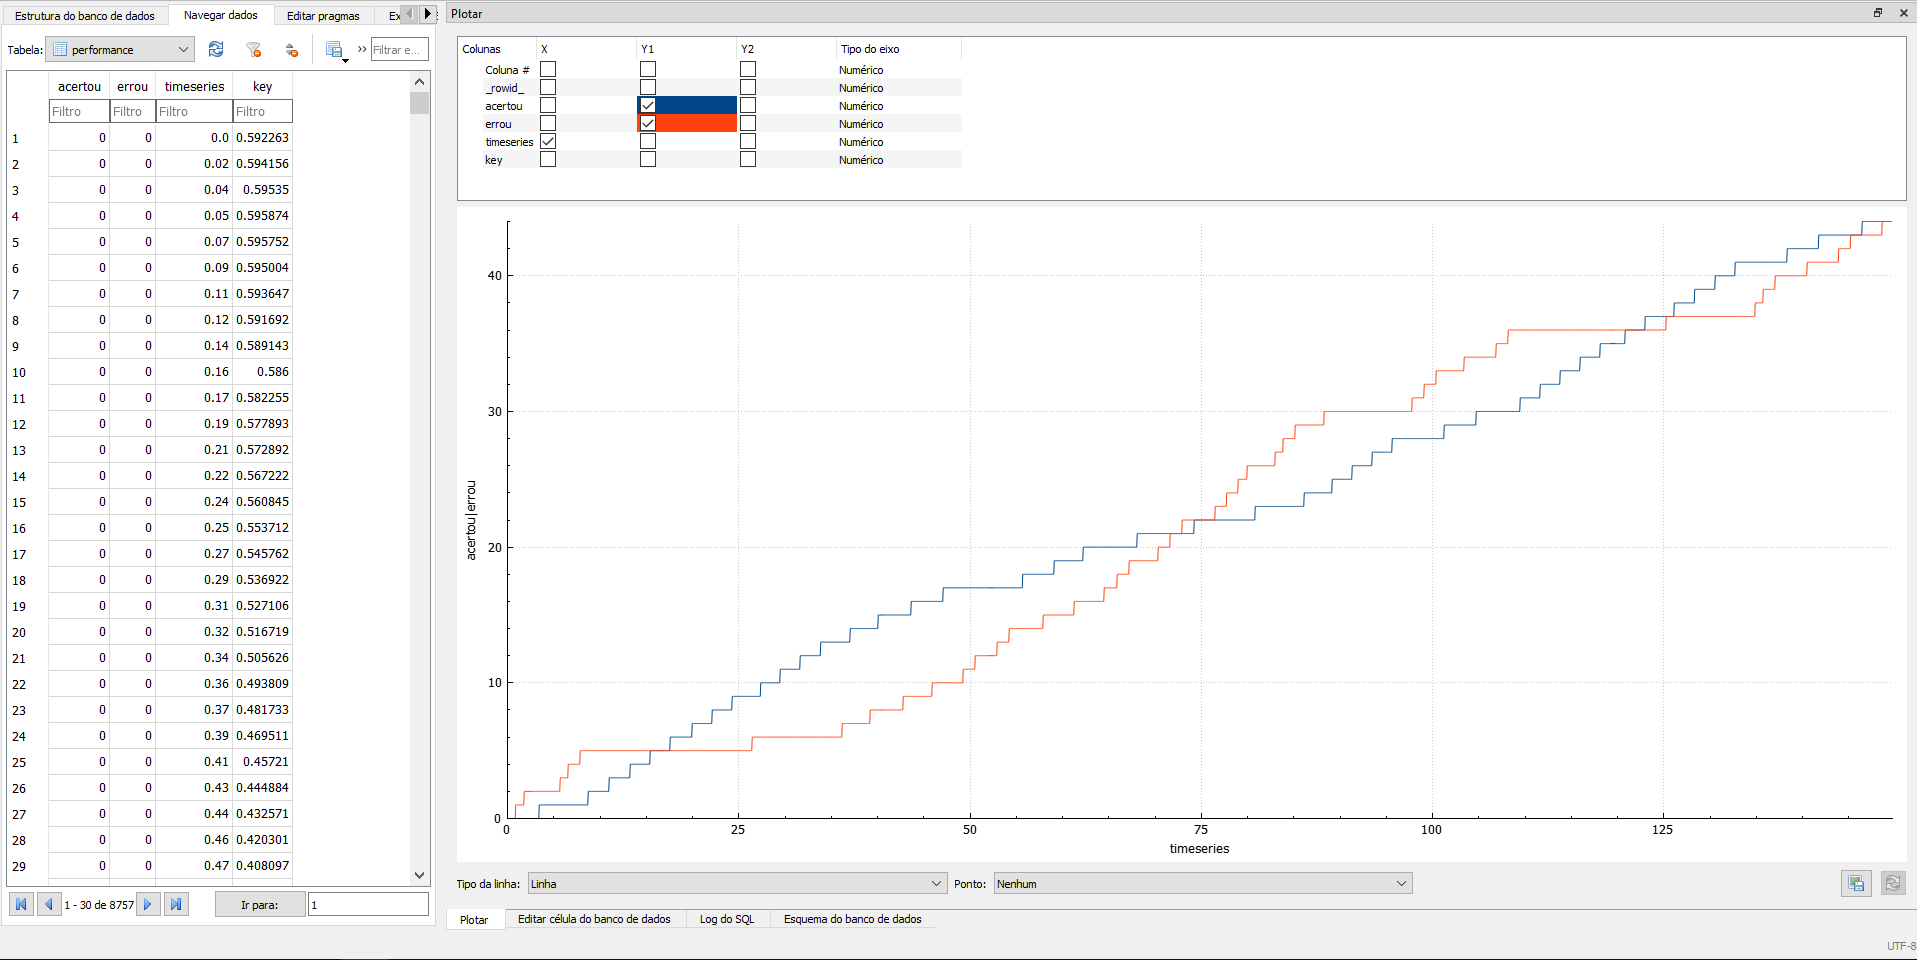 Estrutura do banco de dados Navegar dados Editar pragmas
Tabela: performance Filtrar e...
acertou errou timeseries key
Filtro Filtro Filtro Filtro
1 0 0 0.0 0.592263
2 0 0 0.02 0.594156
3 0 0 0.04 0.59535
4 0 0 0.05 0.595874
5 0 0 0.07 0.595752
6 0 0 0.09 0.595004
7 0 0 0.11 0.593647
8 0 0 0.12 0.591692
9 0 0 0.14 0.589143
10 0 0 0.16 0.586
11 0 0 0.17 0.582255
12 0 0 0.19 0.577893
13 0 0 0.21 0.572892
14 0 0 0.22 0.567222
15 0 0 0.24 0.560845
16 0 0 0.25 0.553712
17 0 0 0.27 0.545762
18 0 0 0.29 0.536922
19 0 0 0.31 0.527106
20 0 0 0.32 0.516719
21 0 0 0.34 0.505626
22 0 0 0.36 0.493809
23 0 0 0.37 0.481733
24 0 0 0.39 0.469511
25 0 0 0.41 0.45721
26 0 0 0.43 0.444884
27 0 0 0.44 0.432571
28 0 0 0.46 0.420301
29 0 0 0.47 0.408097
1 - 30 de 8757 Ir para: 1
Plotar
Colunas X Y1 Y2 Tipo do eixo
Coluna # Numérico
_rowid_ Numérico
acertou Numérico
errou Numérico
timeseries Numérico
key Numérico
acertou|errou
40
30
20
10
0
0 25 50 75 100 125
timeseries
Tipo da linha: Linha Ponto: Nenhum
Plotar Editar célula do banco de dados Log do SQL Esquema do banco de dados
UTF-8